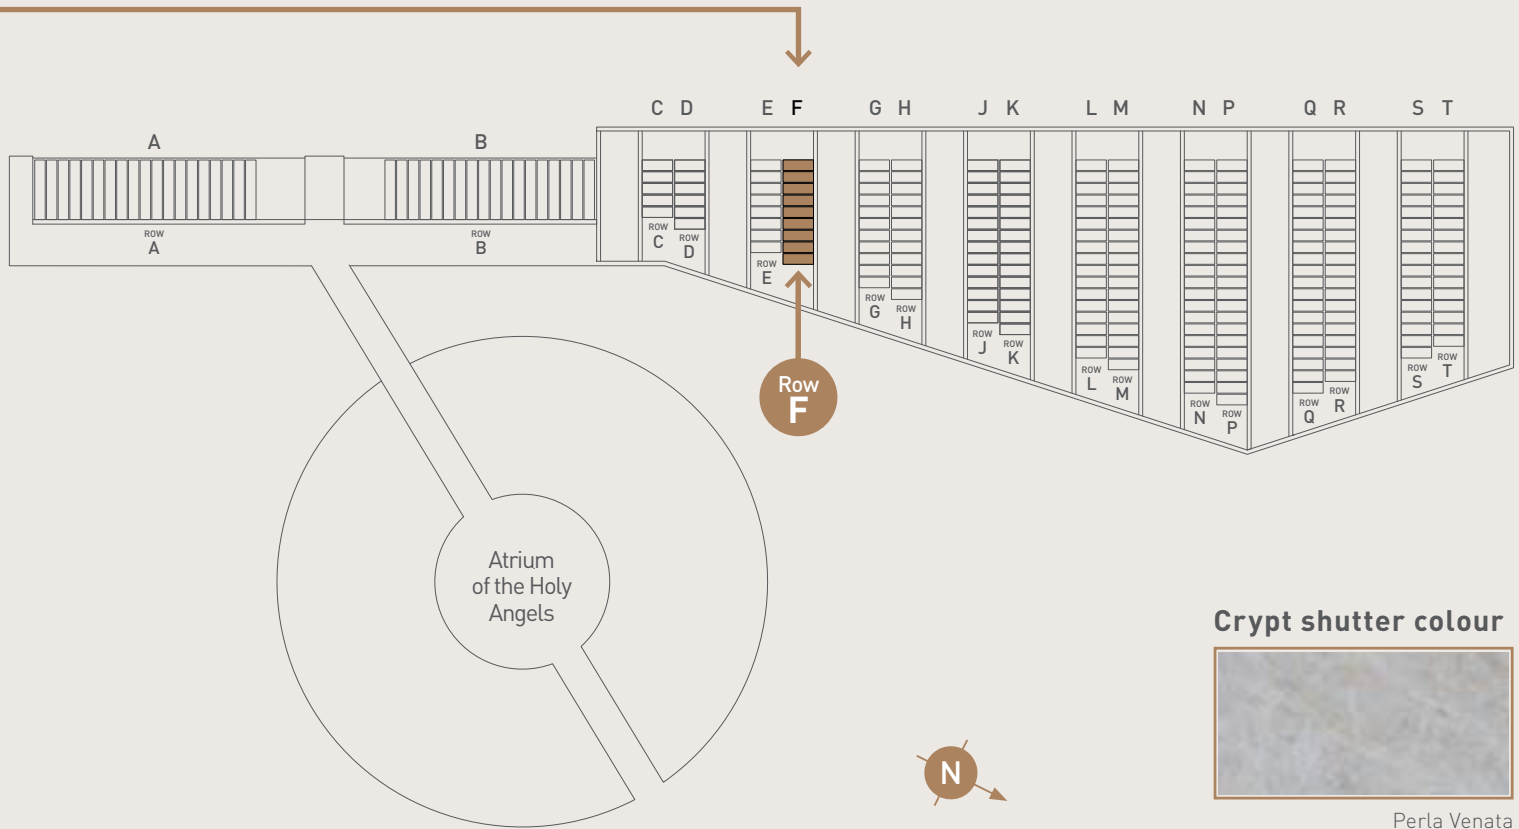 C D E F G H J K L M N P Q R S T
A B
ROW
A
ROW
B
ROW
C
ROW
D
ROW
E
ROW
G
ROW
H
ROW
J
ROW
K
ROW
L
ROW
M
ROW
N
ROW
P
ROW
Q
ROW
R
ROW
S
ROW
T
Row
F
Atrium
of the Holy
Angels
N
Crypt shutter colour
Perla Venata